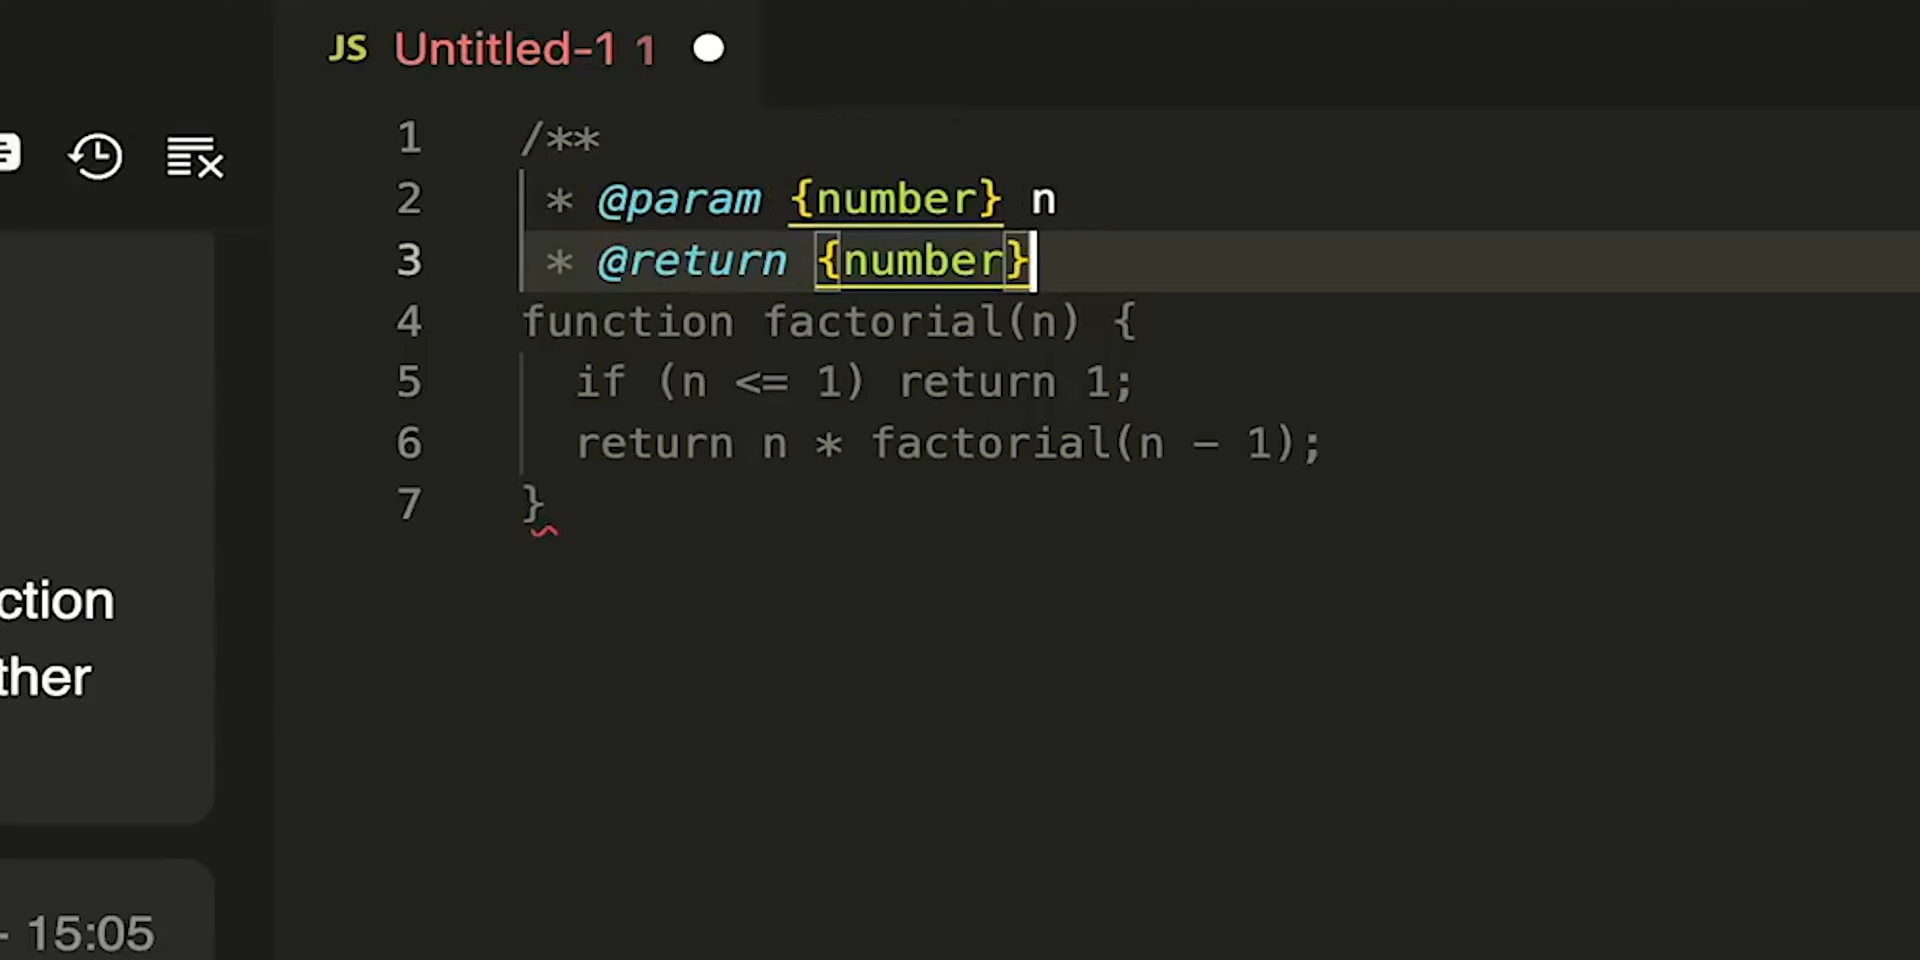 JS Untitled-1 1
1 /**
2 * @param {number} n
3 * @return {number}
4 function factorial(n) {
5 if (n <= 1) return 1;
6 return n * factorial(n - 1);
7 }
ction
ther
- 15:05